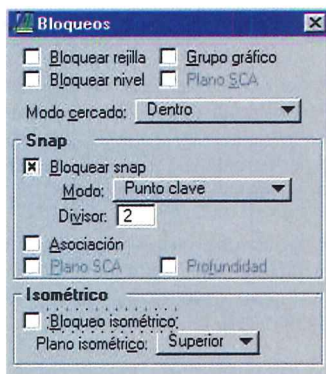 Bloqueos
Bloquear rejilla Grupo gráfico
Bloquear nivel Plano SCA
Modo cercado: Dentro
Snap
Bloquear snap
Modo: Punto clave
Divisor: 2
Asociación
Plano SCA Profundidad
Isométrico
Bloqueo isométrico
Plano isométrico: Superior